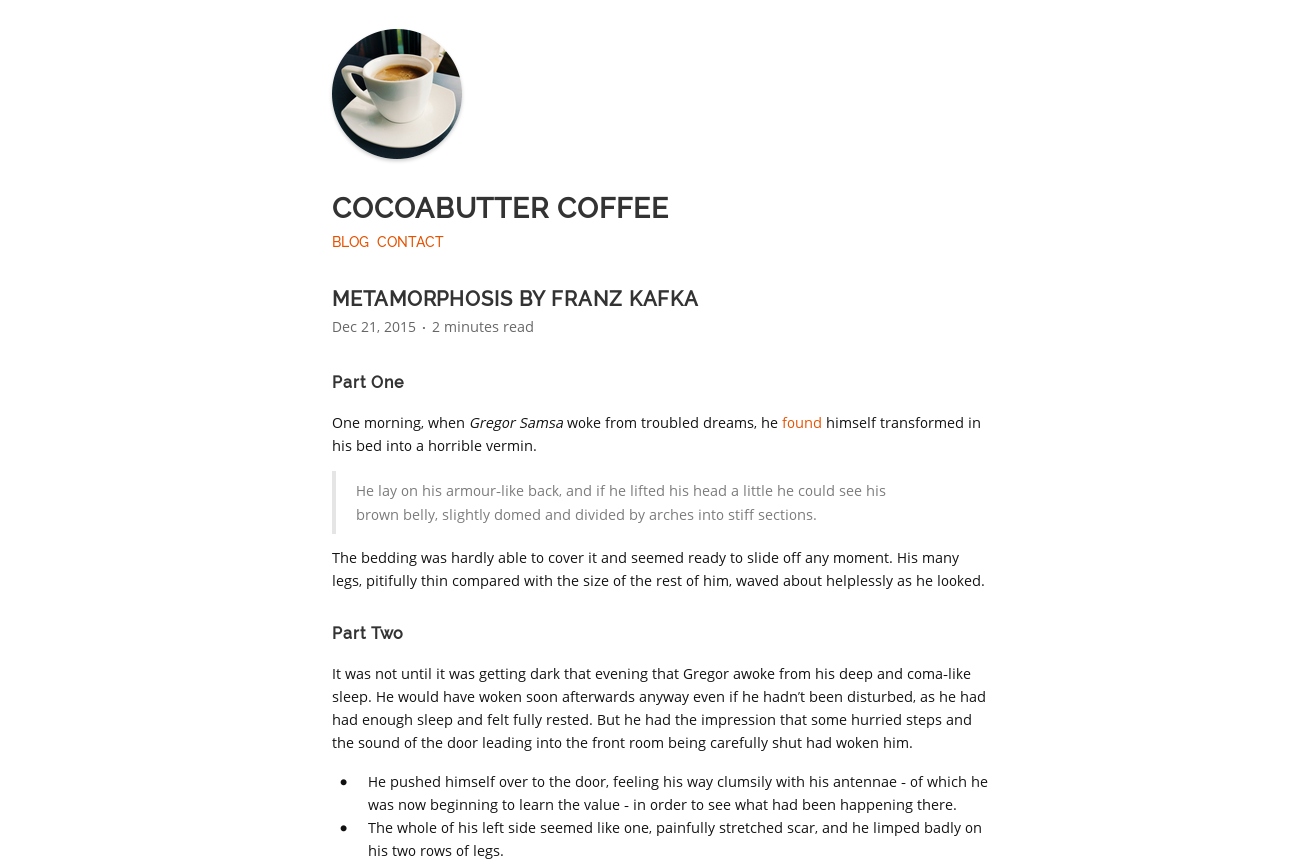 COCOABUTTER COFFEE
BLOG CONTACT
METAMORPHOSIS BY FRANZ KAFKA
Dec 21, 2015 · 2 minutes read
Part One
One morning, when Gregor Samsa woke from troubled dreams, he found himself transformed in
his bed into a horrible vermin.
He lay on his armour-like back, and if he lifted his head a little he could see his
brown belly, slightly domed and divided by arches into stiff sections.
The bedding was hardly able to cover it and seemed ready to slide off any moment. His many
legs, pitifully thin compared with the size of the rest of him, waved about helplessly as he looked.
Part Two
It was not until it was getting dark that evening that Gregor awoke from his deep and coma-like
sleep. He would have woken soon afterwards anyway even if he hadn’t been disturbed, as he had
had enough sleep and felt fully rested. But he had the impression that some hurried steps and
the sound of the door leading into the front room being carefully shut had woken him.
● He pushed himself over to the door, feeling his way clumsily with his antennae - of which he
was now beginning to learn the value - in order to see what had been happening there.
● The whole of his left side seemed like one, painfully stretched scar, and he limped badly on
his two rows of legs.